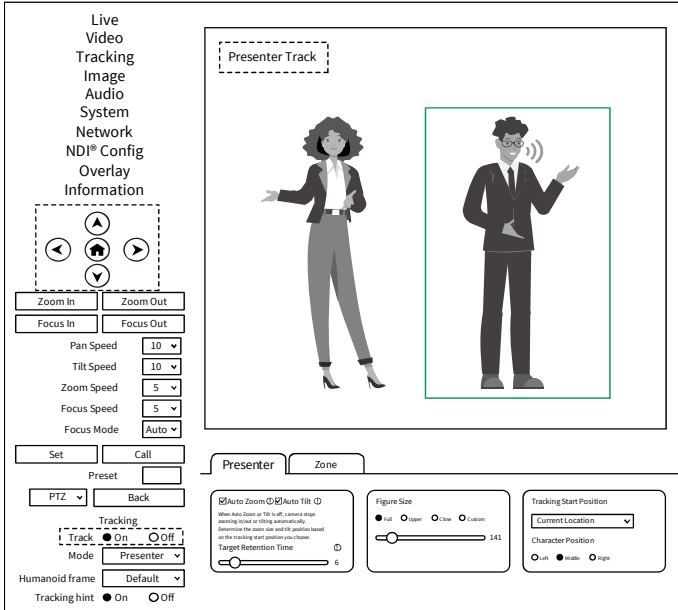 Live
Video
Tracking
Image
Audio
System
Network
NDI® Config
Overlay
Information
Zoom In Zoom Out
Focus In Focus Out
Pan Speed 10
Tilt Speed 10
Zoom Speed 5
Focus Speed 5
Focus Mode Auto
Set Call
Preset
PTZ Back
Tracking
Track On Off
Mode Presenter
Humanoid frame Default
Tracking hint On Off
Presenter Track
Presenter Zone
Auto Zoom Auto Tilt
When Auto Zoom or Tilt is off, camera stops
zooming in/out or tilting automatically.
Determine the zoom size and tilt position based
on the tracking start position you choose.
Target Retention Time
6
Figure Size
Full Upper Close Custom
141
Tracking Start Position
Current Location
Character Position
Left Middle Right